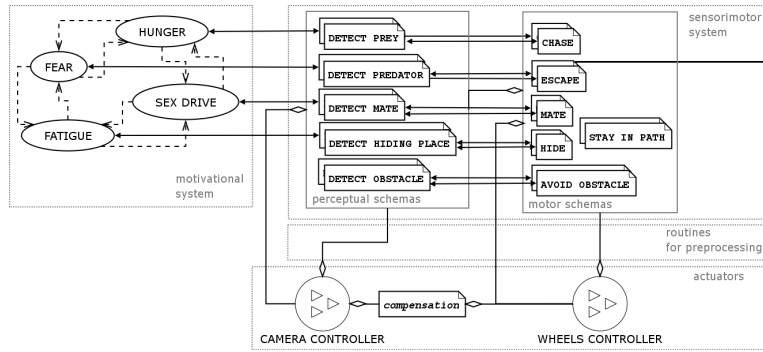 HUNGER
FEAR
SEX DRIVE
FATIGUE
motivational
system
DETECT PREY
DETECT PREDATOR
DETECT MATE
DETECT HIDING PLACE
DETECT OBSTACLE
perceptual schemas
CHASE
ESCAPE
MATE
STAY IN PATH
HIDE
AVOID OBSTACLE
motor schemas
sensorimotor
system
routines
for preprocessing
actuators
compensation
CAMERA CONTROLLER
WHEELS CONTROLLER